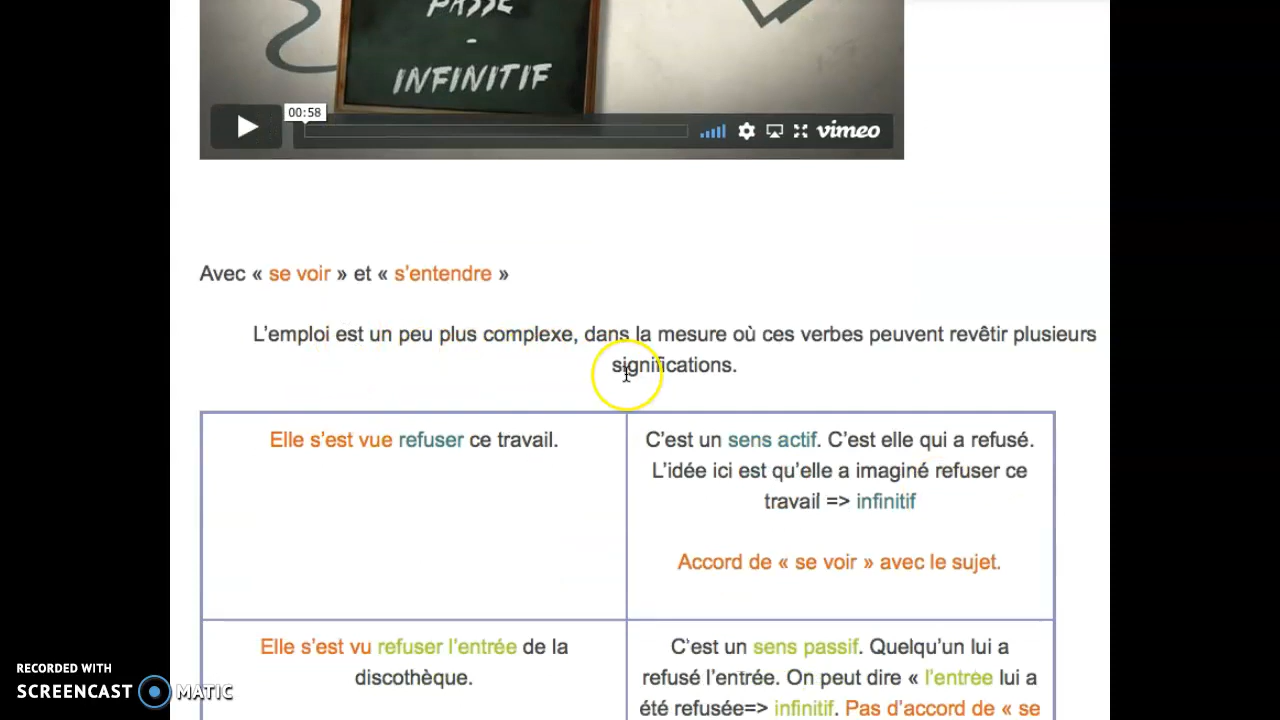 PASSÉ
-
INFINITIF
00:58
vimeo
Avec « se voir » et « s’entendre »
L’emploi est un peu plus complexe, dans la mesure où ces verbes peuvent revêtir plusieurs
significations.
Elle s’est vue refuser ce travail.
C’est un sens actif. C’est elle qui a refusé.
L’idée ici est qu’elle a imaginé refuser ce
travail => infinitif
Accord de « se voir » avec le sujet.
Elle s’est vu refuser l’entrée de la
discothèque.
C’est un sens passif. Quelqu’un lui a
refusé l’entrée. On peut dire « l’entrée lui a
été refusée=> infinitif. Pas d’accord de « se
RECORDED WITH
SCREENCAST MATIC